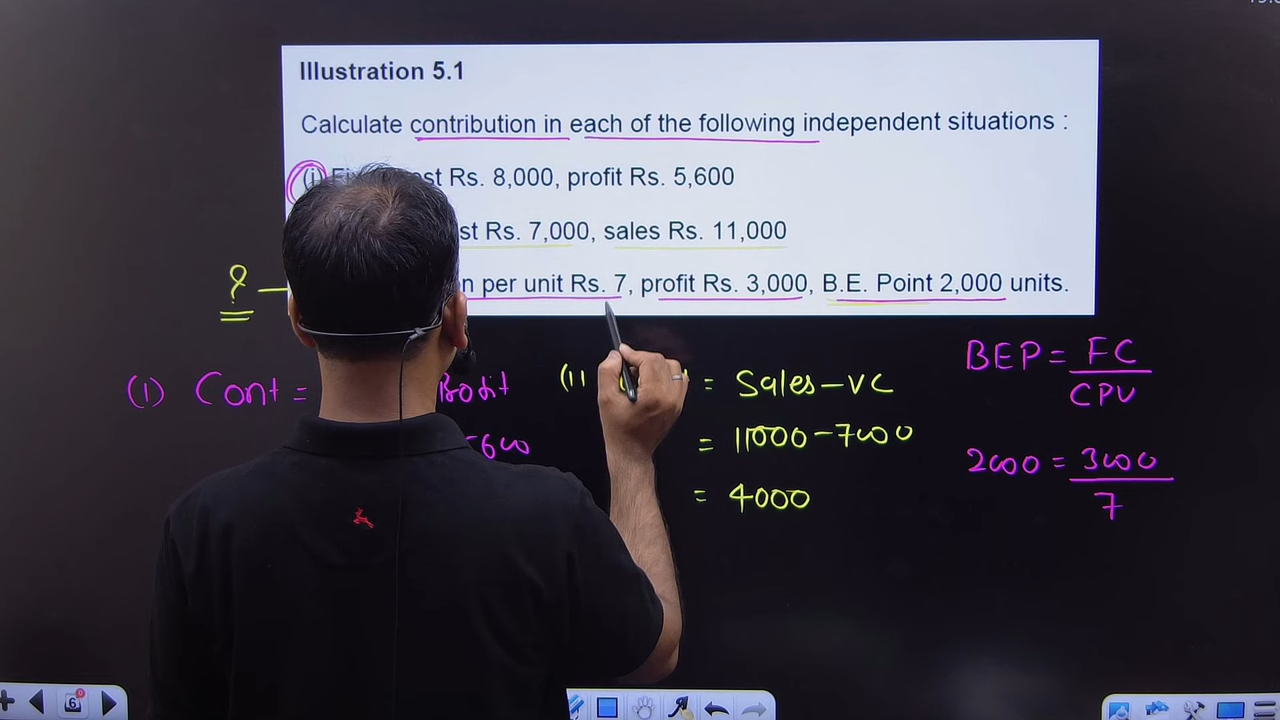 Illustration 5.1
Calculate contribution in each of the following independent situations :
(i) Rs. 8,000, profit Rs. 5,600
Rs. 7,000, sales Rs. 11,000
per unit Rs. 7, profit Rs. 3,000, B.E. Point 2,000 units.
(1) Cont =
= Sales-VC
= 11000-7000
= 4000
BEP = FC
CPU
2000 = 3000
7
6